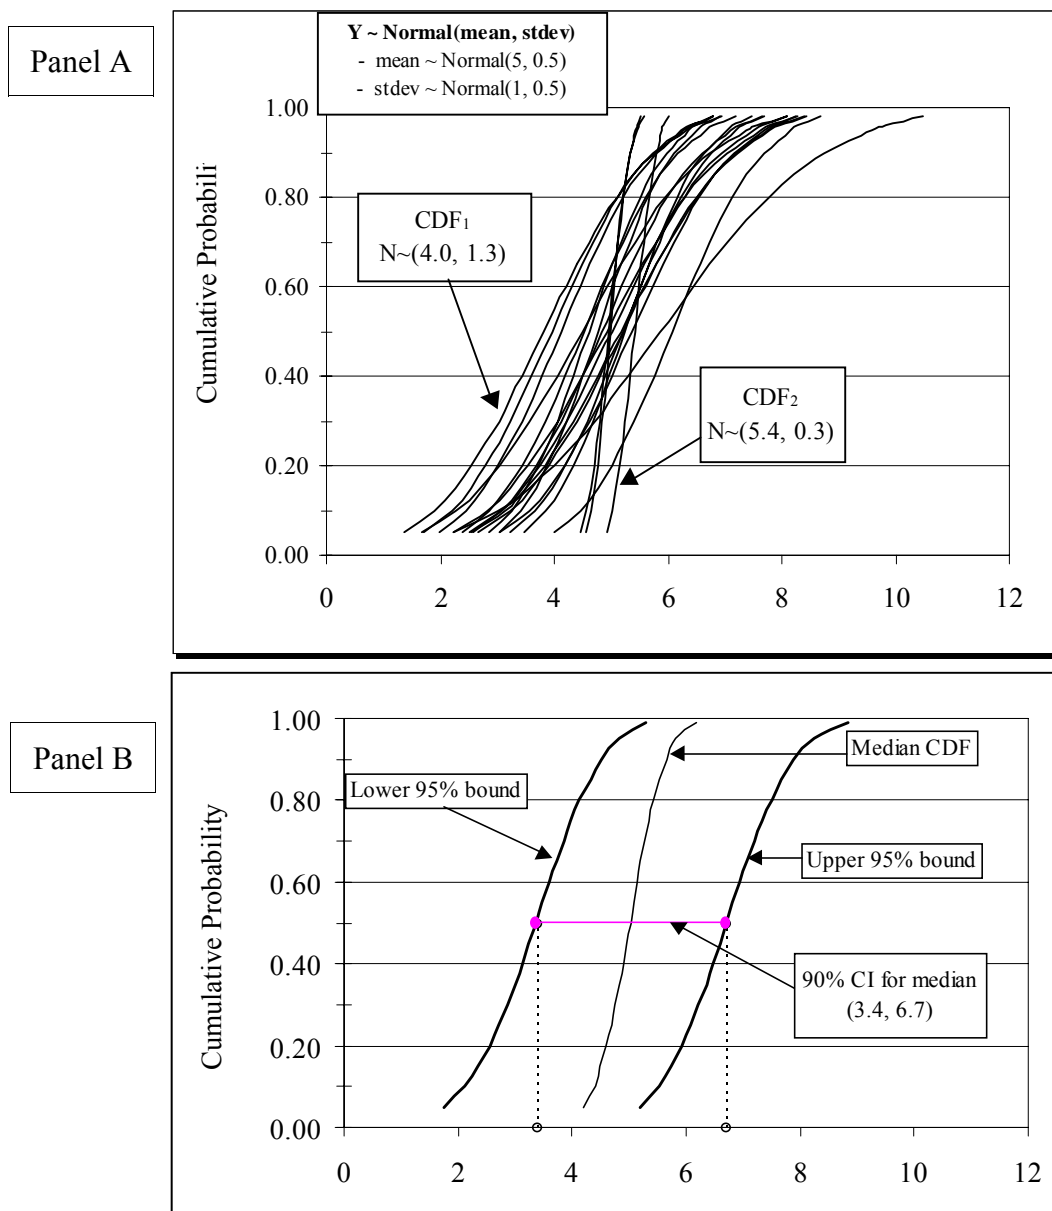 Panel A
Y ~ Normal(mean, stdev)
- mean ~ Normal(5, 0.5)
- stdev ~ Normal(1, 0.5)
Cumulative Probabili
1.00
0.80
0.60
0.40
0.20
0.00
CDF1
N~(4.0, 1.3)
CDF2
N~(5.4, 0.3)
0 2 4 6 8 10 12
Panel B
Cumulative Probability
1.00
0.80
0.60
0.40
0.20
0.00
Median CDF
Lower 95% bound
Upper 95% bound
90% CI for median
(3.4, 6.7)
0 2 4 6 8 10 12